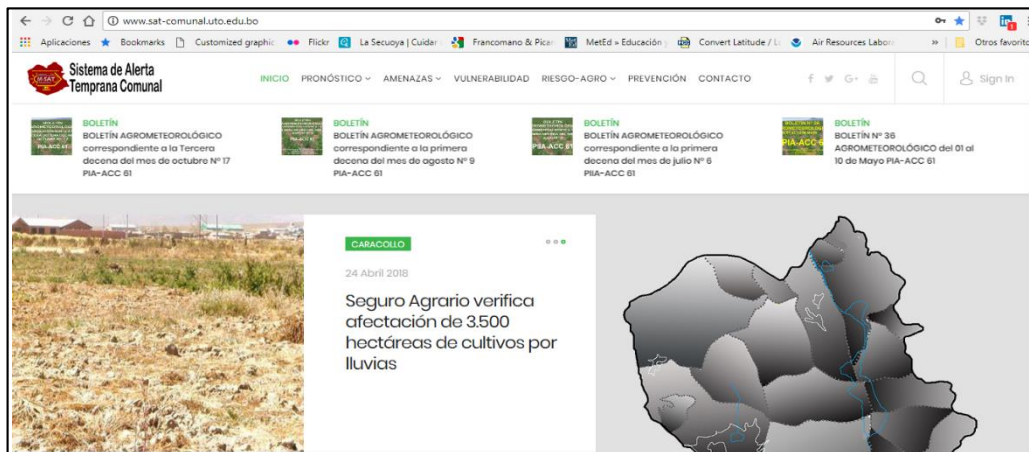 www.sat-comunal.uto.edu.bo
Aplicaciones Bookmarks Customized graphic Flickr La Secuoya | Cuidar Francomano & Pica MetEd » Educación y Convert Latitude / L Air Resources Labor » Otros favorito
M-SAT
Sistema de Alerta
Temprana Comunal
INICIO PRONÓSTICO AMENAZAS VULNERABILIDAD RIESGO-AGRO PREVENCIÓN CONTACTO
Sign In
BOLETÍN
BOLETÍN AGROMETEOROLÓGICO
correspondiente a la Tercera
decena del mes de octubre Nº 17
PIA-ACC 61
BOLETÍN
BOLETÍN AGROMETEOROLÓGICO
correspondiente a la primera
decena del mes de agosto Nº 9
PIA-ACC 61
BOLETÍN
BOLETÍN AGROMETEOROLÓGICO
correspondiente a la primera
decena del mes de julio Nº 6
PIIA-ACC 61
BOLETÍN
BOLETÍN Nº 36
AGROMETEOROLÓGICO del 01 al
10 de Mayo PIA-ACC 61
CARACOLLO
24 Abril 2018
Seguro Agrario verifica
afectación de 3.500
hectáreas de cultivos por
lluvias